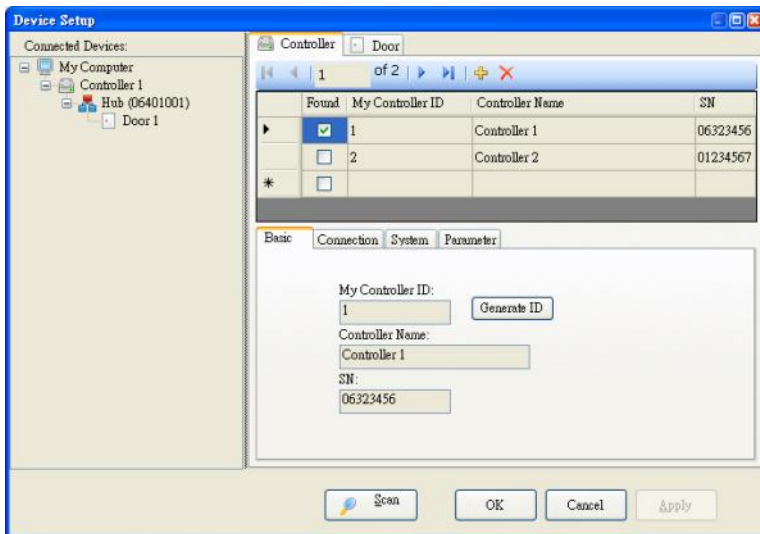 Device Setup
Connected Devices:
My Computer
Controller 1
Hub (06401001)
Door 1
Controller Door
1 of 2
Found My Controller ID Controller Name SN
1 Controller 1 06323456
2 Controller 2 01234567
Basic Connection System Parameter
My Controller ID:
1 Generate ID
Controller Name:
Controller 1
SN:
06323456
Scan OK Cancel Apply